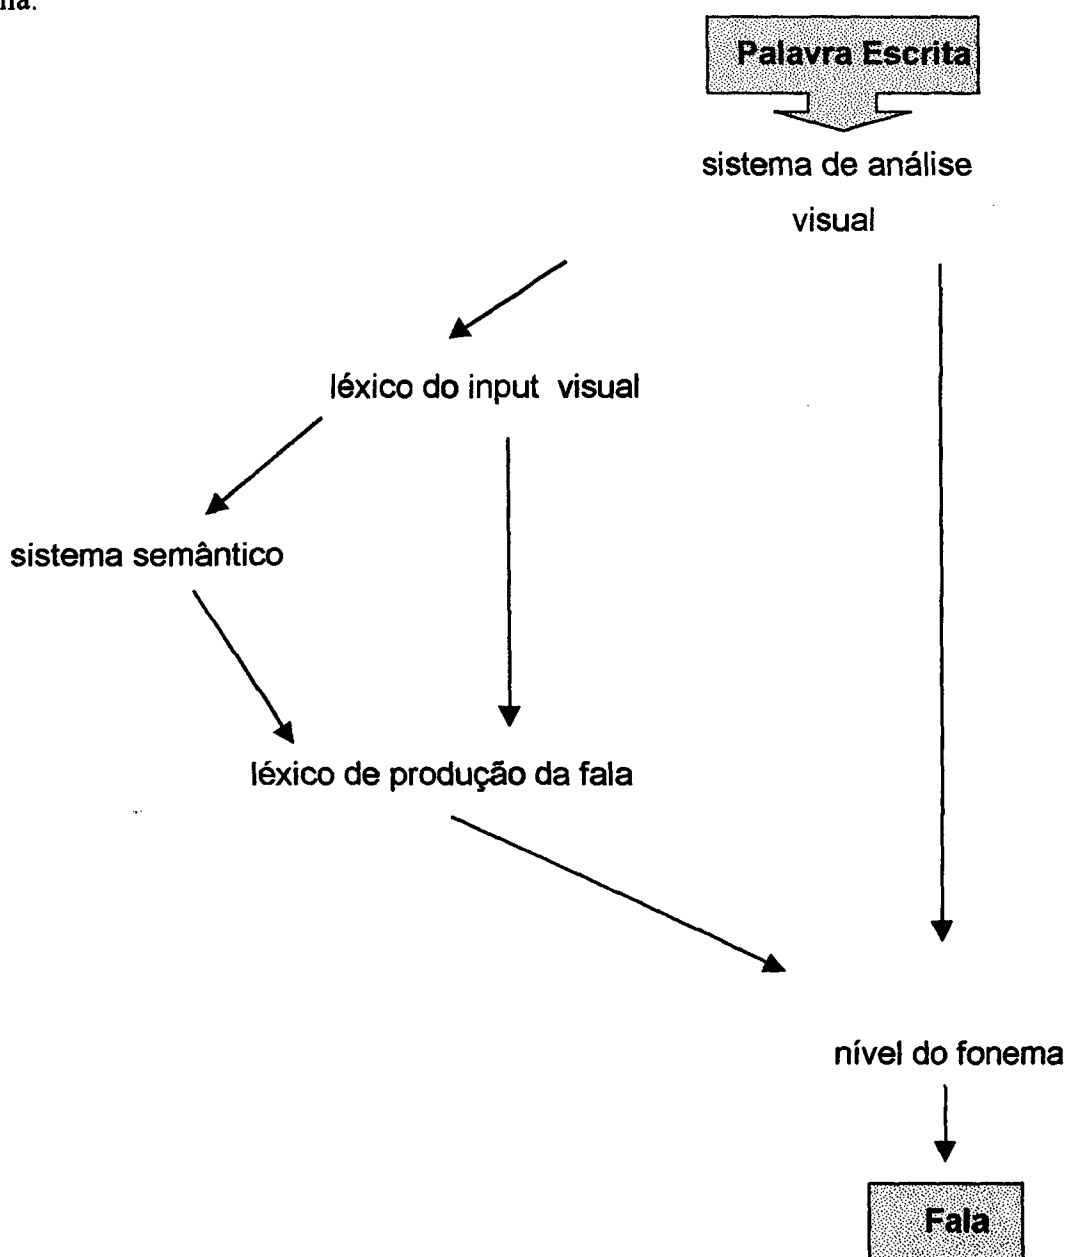 Palavra Escrita
sistema de análise
visual
léxico do input visual
sistema semântico
léxico de produção da fala
nível do fonema
Fala